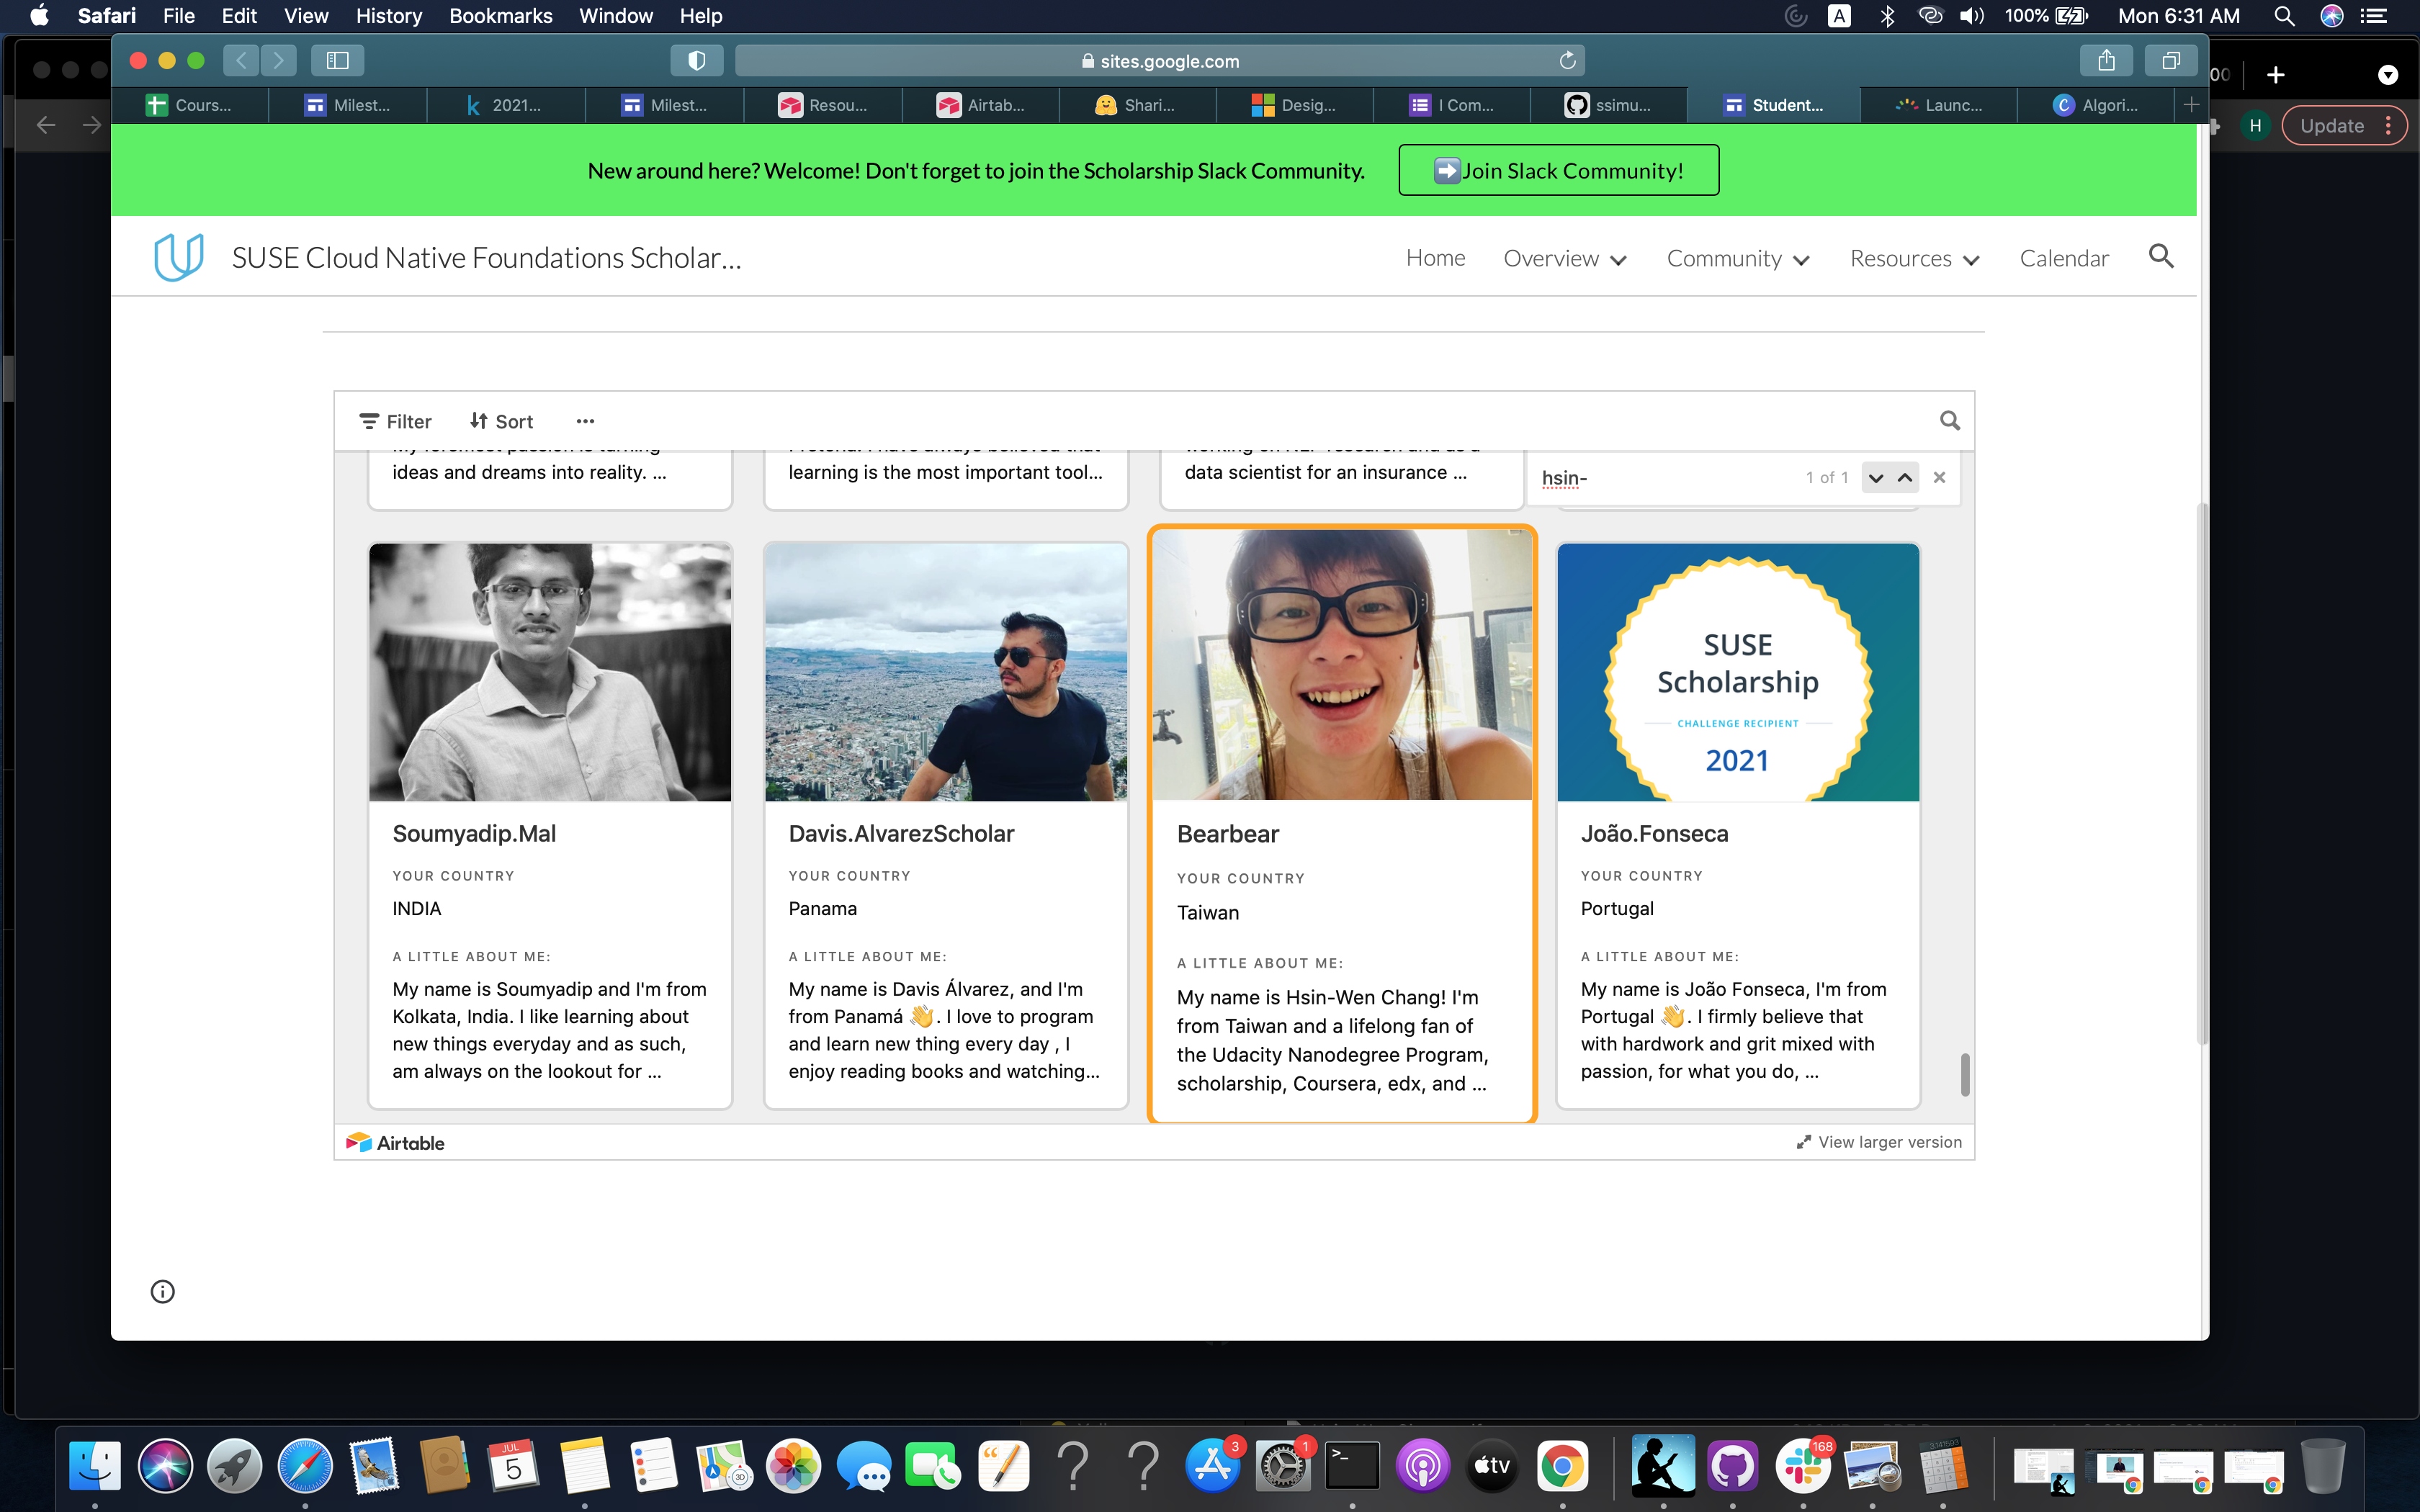 Safari File Edit View History Bookmarks Window Help
A 100% Mon 6:31 AM
sites.google.com
Cours... Milest... 2021... Milest... Resou... Airtab... Shari... Desig... I Com... ssimu... Student... Launc... Algori...
H Update
New around here? Welcome! Don't forget to join the Scholarship Slack Community. ➡️Join Slack Community!
SUSE Cloud Native Foundations Scholar...
Home Overview Community Resources Calendar
Filter Sort ...
ideas and dreams into reality. ...
learning is the most important tool...
data scientist for an insurance ...
hsin- 1 of 1
SUSE
Scholarship
CHALLENGE RECIPIENT
2021
Soumyadip.Mal
YOUR COUNTRY
INDIA
A LITTLE ABOUT ME:
My name is Soumyadip and I'm from
Kolkata, India. I like learning about
new things everyday and as such,
am always on the lookout for ...
Davis.AlvarezScholar
YOUR COUNTRY
Panama
A LITTLE ABOUT ME:
My name is Davis Álvarez, and I'm
from Panamá 👋. I love to program
and learn new thing every day , I
enjoy reading books and watching...
Bearbear
YOUR COUNTRY
Taiwan
A LITTLE ABOUT ME:
My name is Hsin-Wen Chang! I'm
from Taiwan and a lifelong fan of
the Udacity Nanodegree Program,
scholarship, Coursera, edx, and ...
João.Fonseca
YOUR COUNTRY
Portugal
A LITTLE ABOUT ME:
My name is João Fonseca, I'm from
Portugal 👋. I firmly believe that
with hardwork and grit mixed with
passion, for what you do, ...
Airtable
View larger version
JUL
5
3D
3
1
tv
168